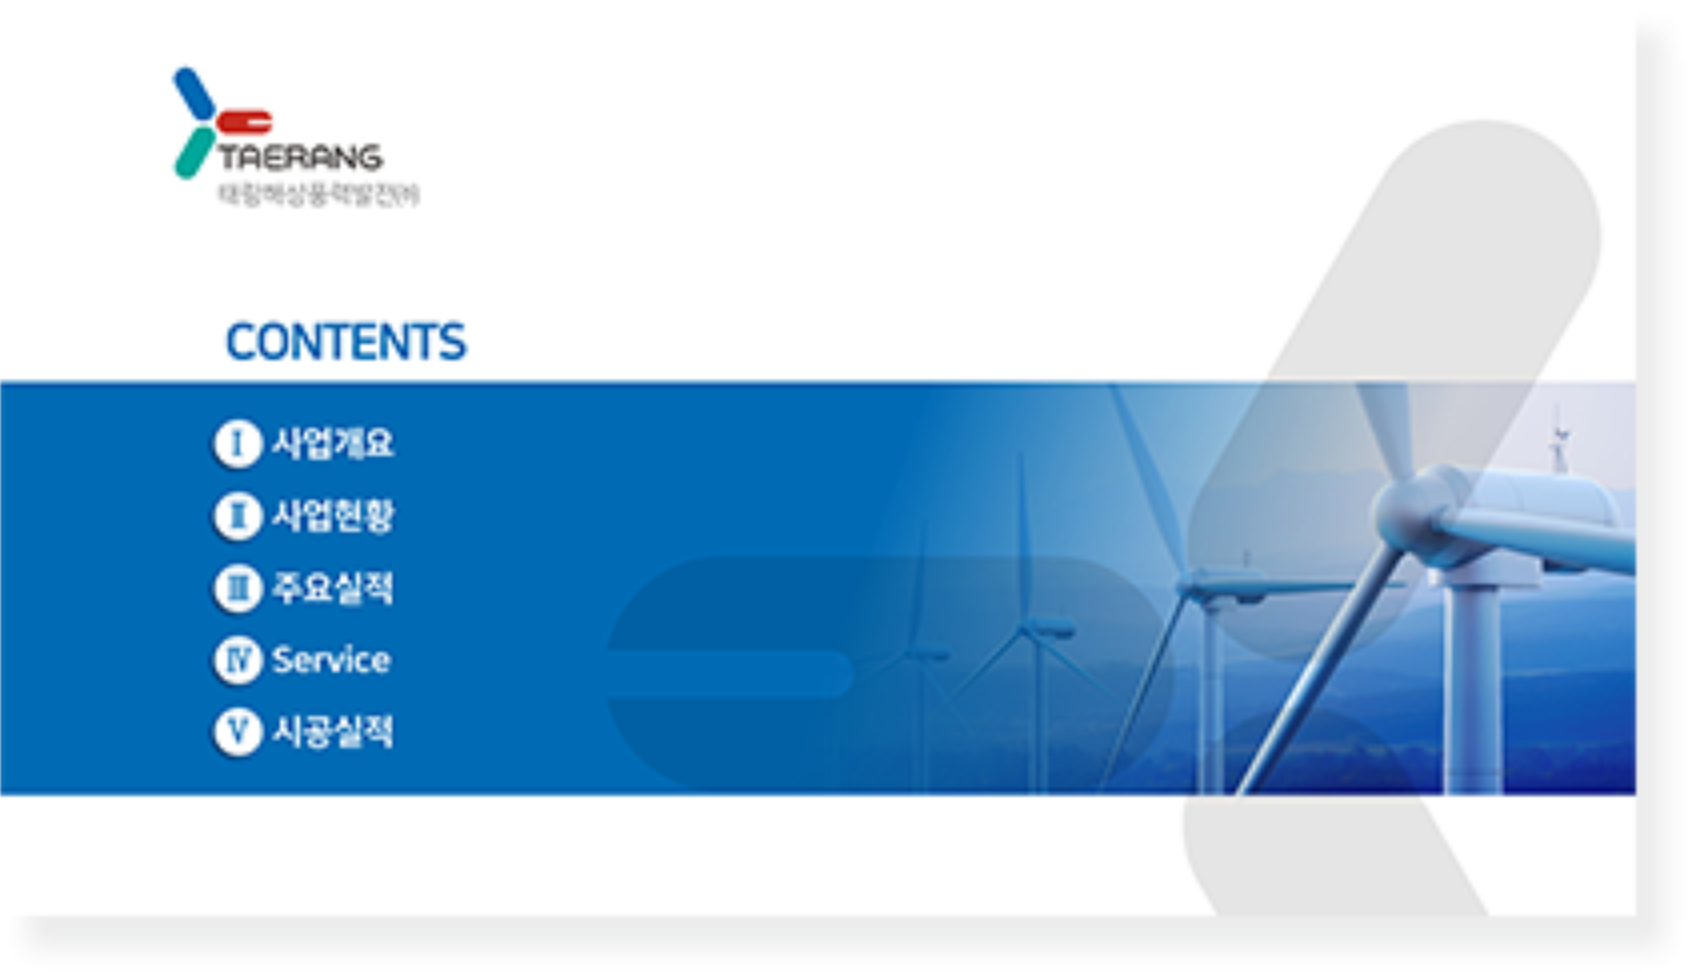 TAERANG
태랑해상풍력발전㈜
CONTENTS
Ⅰ 사업개요
Ⅱ 사업현황
Ⅲ 주요실적
Ⅳ Service
Ⅴ 시공실적